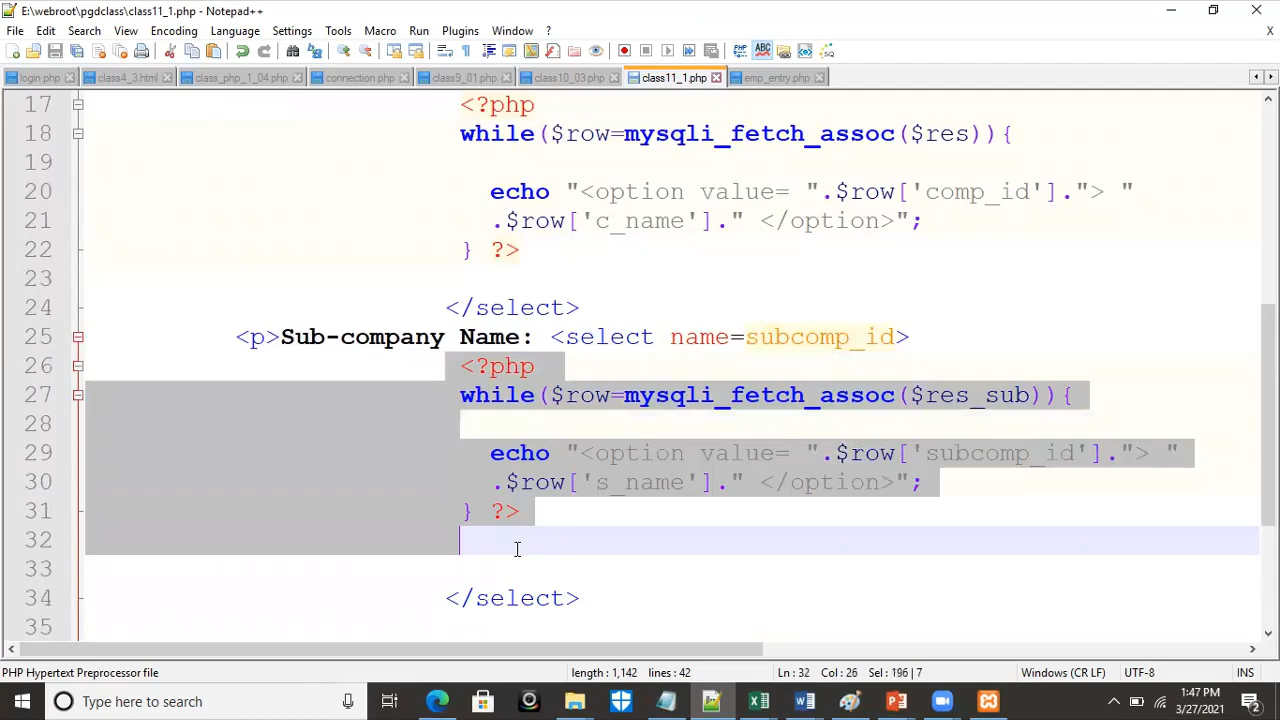 E:\webroot\pgdclass\class11_1.php - Notepad++
File Edit Search View Encoding Language Settings Tools Macro Run Plugins Window ? X
login.php class4_3.html class_php_1_04.php connection.php class9_01.php class10_03.php class11_1.php emp_entry.php
17 <?php
18 while($row=mysqli_fetch_assoc($res)){
19
20 echo "<option value= ".$row['comp_id']."> "
21 .$row['c_name']." </option>";
22 } ?>
23
24 </select>
25 <p>Sub-company Name: <select name=subcomp_id>
26 <?php
27 while($row=mysqli_fetch_assoc($res_sub)){
28
29 echo "<option value= ".$row['subcomp_id']."> "
30 .$row['s_name']." </option>";
31 } ?>
32
33
34 </select>
35
PHP Hypertext Preprocessor file length : 1,142 lines : 42 Ln : 32 Col : 26 Sel : 196 | 7 Windows (CR LF) UTF-8 INS
Type here to search
1:47 PM
3/27/2021
2